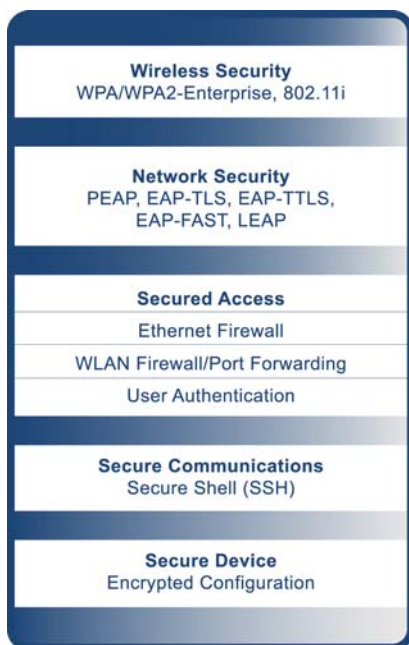 Wireless Security
WPA/WPA2-Enterprise, 802.11i
Network Security
PEAP, EAP-TLS, EAP-TTLS,
EAP-FAST, LEAP
Secured Access
Ethernet Firewall
WLAN Firewall/Port Forwarding
User Authentication
Secure Communications
Secure Shell (SSH)
Secure Device
Encrypted Configuration